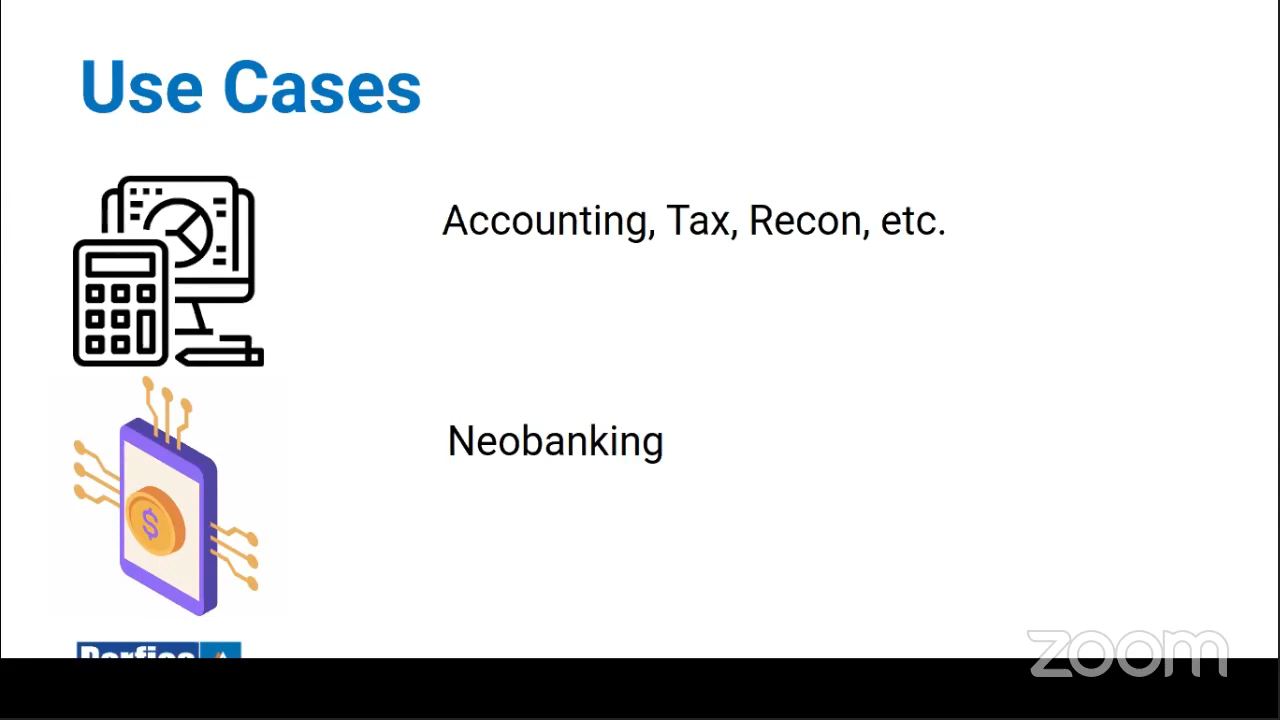 Use Cases
Accounting, Tax, Recon, etc.
Neobanking
$
zoom